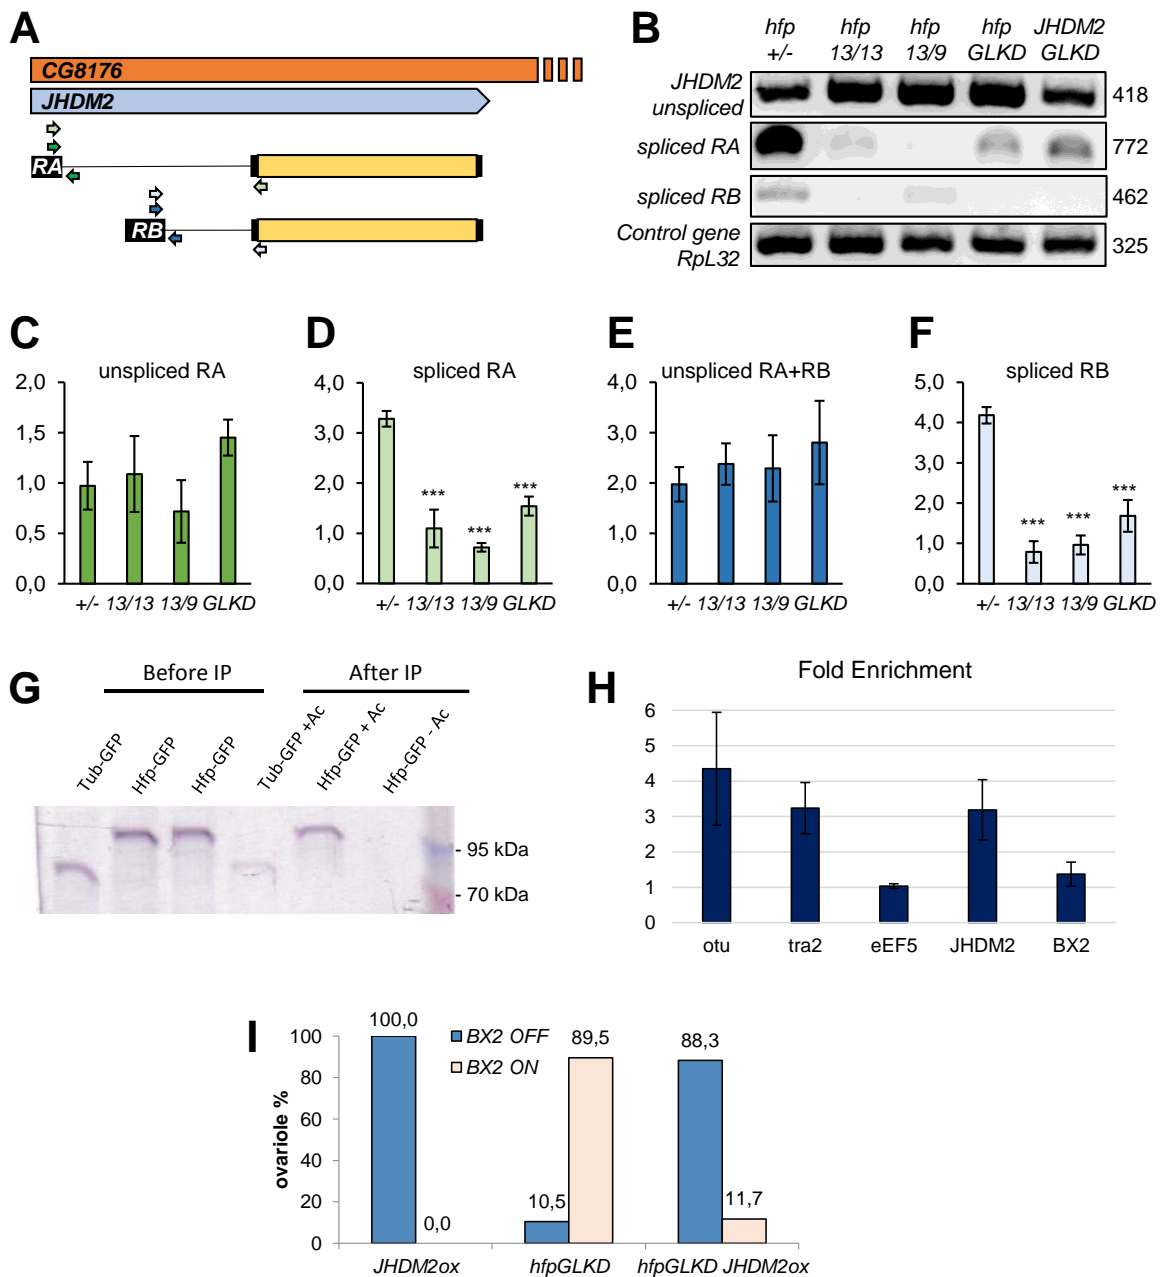 A
CG8176
JHDM2
RA
RB
B
hfp +/-
hfp 13/13
hfp 13/9
hfp GLKD
JHDM2 GLKD
JHDM2 unspliced
418
spliced RA
772
spliced RB
462
Control gene RpL32
325
C
unspliced RA
2,0
1,5
1,0
0,5
0,0
+/- 13/13 13/9 GLKD
D
spliced RA
4,0
3,0
2,0
1,0
0,0
***
***
***
+/- 13/13 13/9 GLKD
E
unspliced RA+RB
4,0
3,0
2,0
1,0
0,0
+/- 13/13 13/9 GLKD
F
spliced RB
5,0
4,0
3,0
2,0
1,0
0,0
***
***
***
+/- 13/13 13/9 GLKD
G
Before IP
After IP
Tub-GFP
Hfp-GFP
Hfp-GFP
Tub-GFP +Ac
Hfp-GFP + Ac
Hfp-GFP - Ac
- 95 kDa
- 70 kDa
H
Fold Enrichment
6
5
4
3
2
1
0
otu tra2 eEF5 JHDM2 BX2
I
BX2 OFF
BX2 ON
ovariole %
100
80
60
40
20
0
100,0
0,0
10,5
89,5
88,3
11,7
JHDM2ox hfpGLKD hfpGLKD JHDM2ox